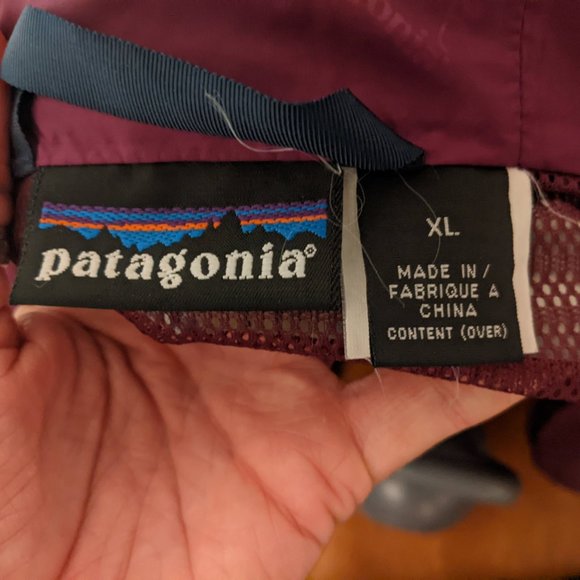 patagonia®
XL
MADE IN /
FABRIQUE A
CHINA
CONTENT (OVER)